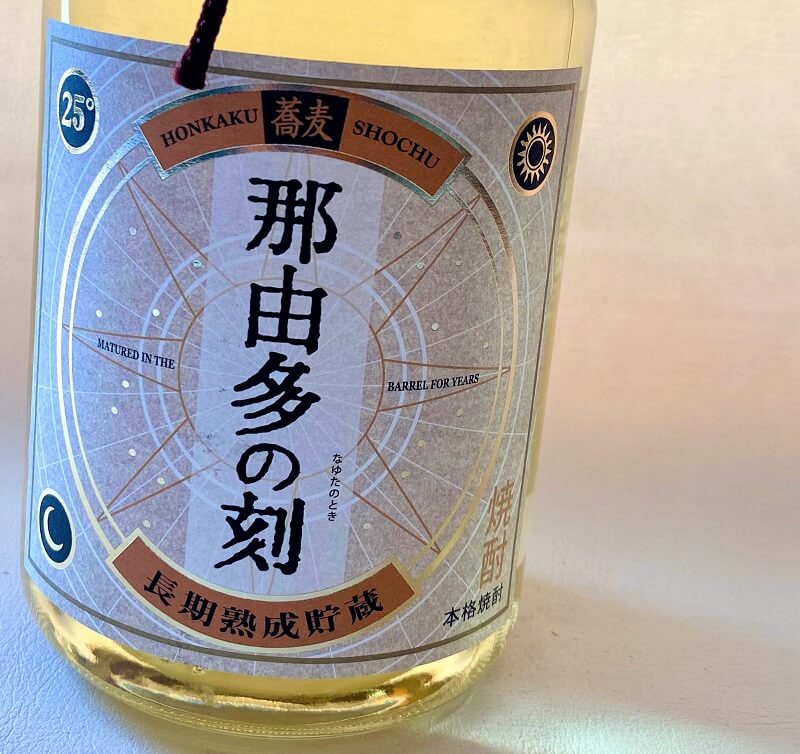 25°
HONKAKU 蕎麦 SHOCHU
那由多の刻
なゆたのとき
MATURED IN THE
BARREL FOR YEARS
焼酎
本格焼酎
長期熟成貯蔵